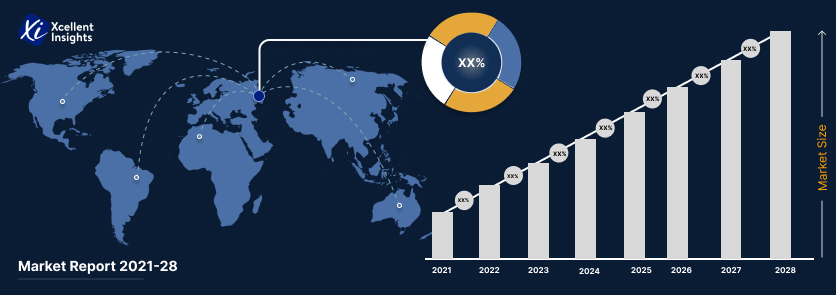 Xi
Xcellent
Insights
XX%
XX%
XX%
XX%
XX%
XX%
XX%
XX%
Market Size
2021
2022
2023
2024
2025
2026
2027
2028
Market Report 2021-28